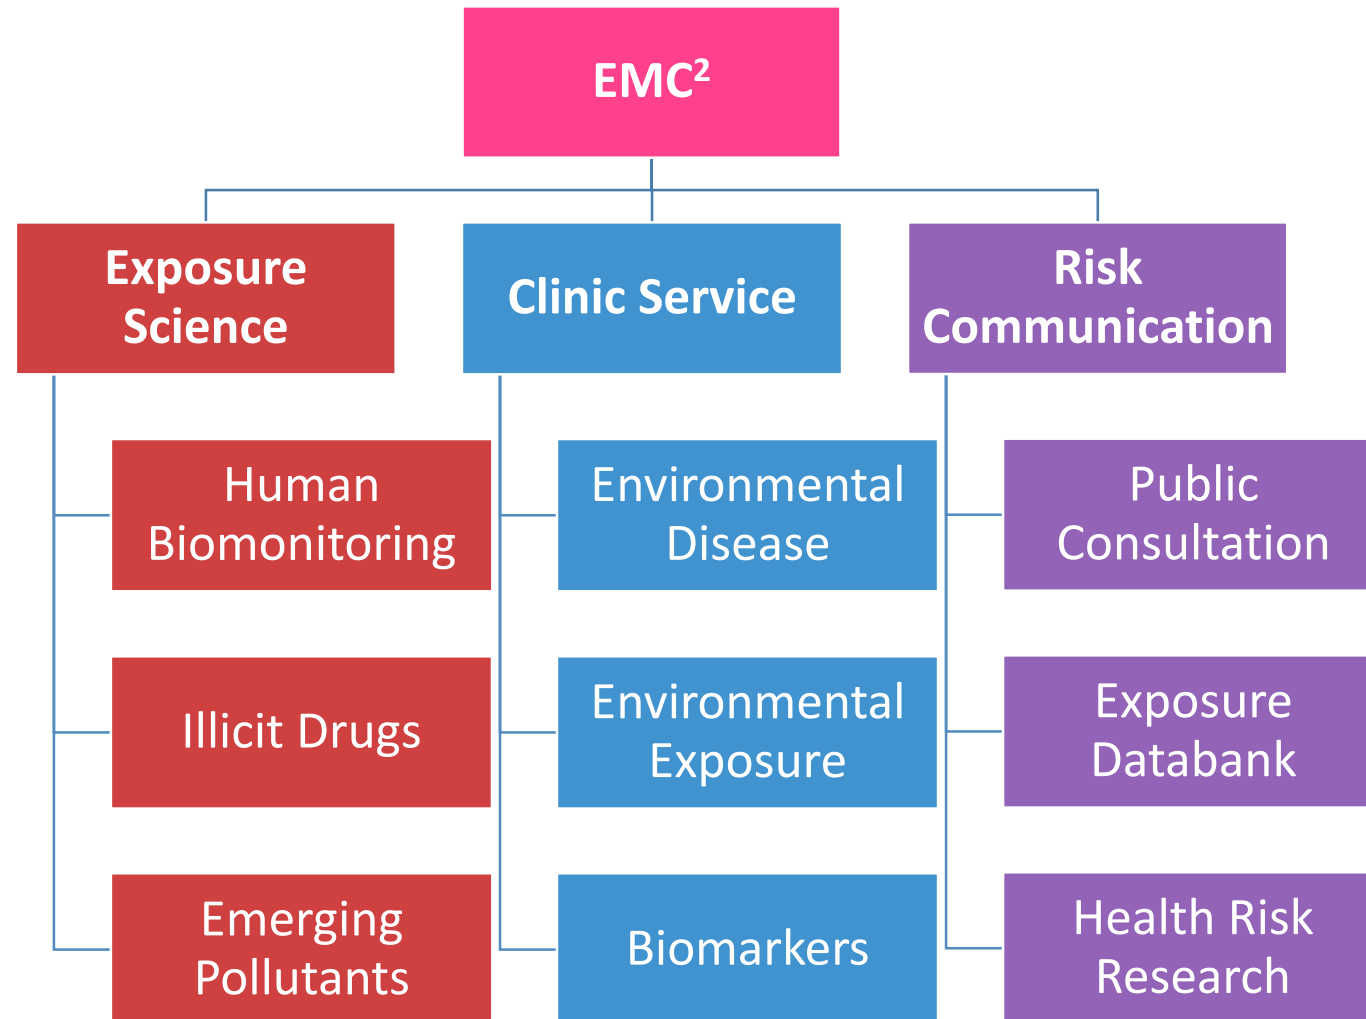 EMC²
Exposure
Science
Clinic Service
Risk
Communication
Human
Biomonitoring
Environmental
Disease
Public
Consultation
Illicit Drugs
Environmental
Exposure
Exposure
Databank
Emerging
Pollutants
Biomarkers
Health Risk
Research